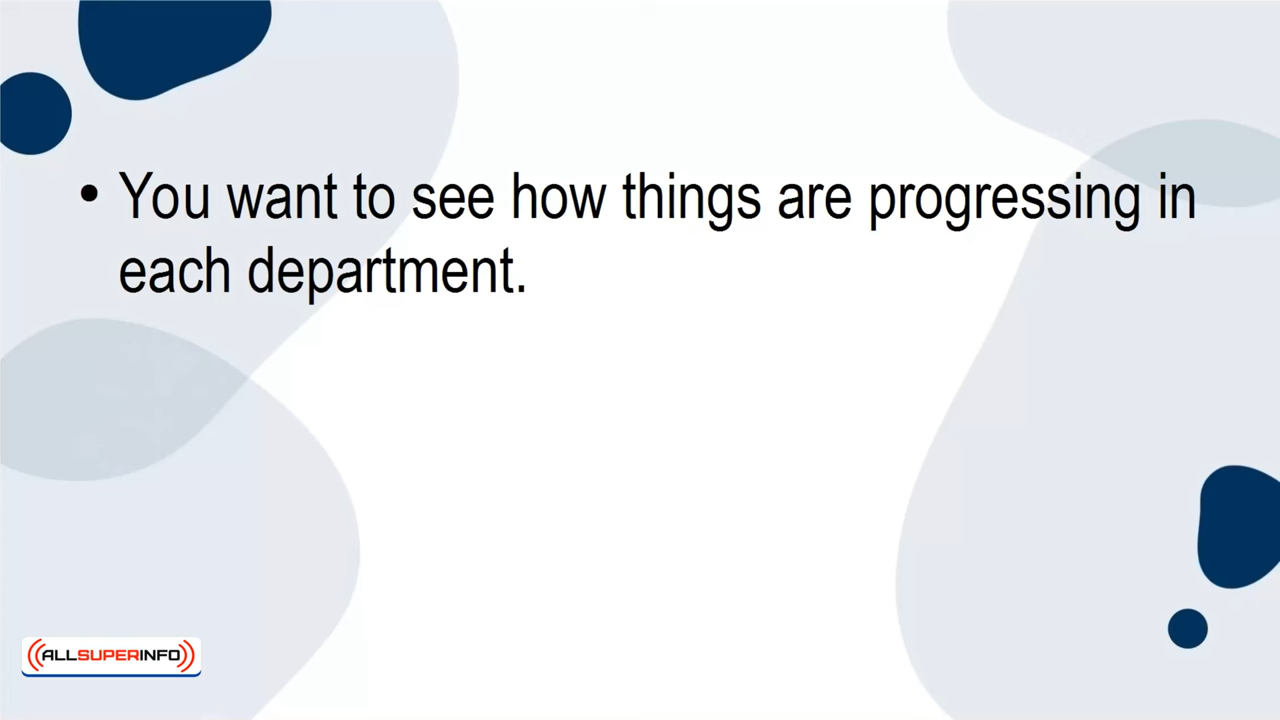 • You want to see how things are progressing in
each department.
((ALLSUPERINFO))